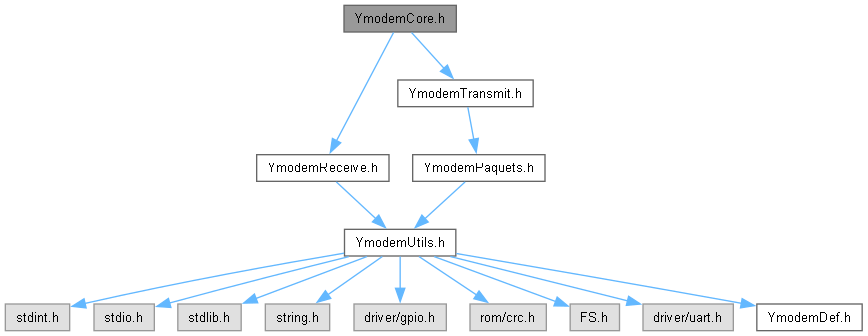 YmodemCore.h
YmodemTransmit.h
YmodemReceive.h
YmodemPaquets.h
YmodemUtils.h
stdint.h
stdio.h
stdlib.h
string.h
driver/gpio.h
rom/crc.h
FS.h
driver/uart.h
YmodemDef.h